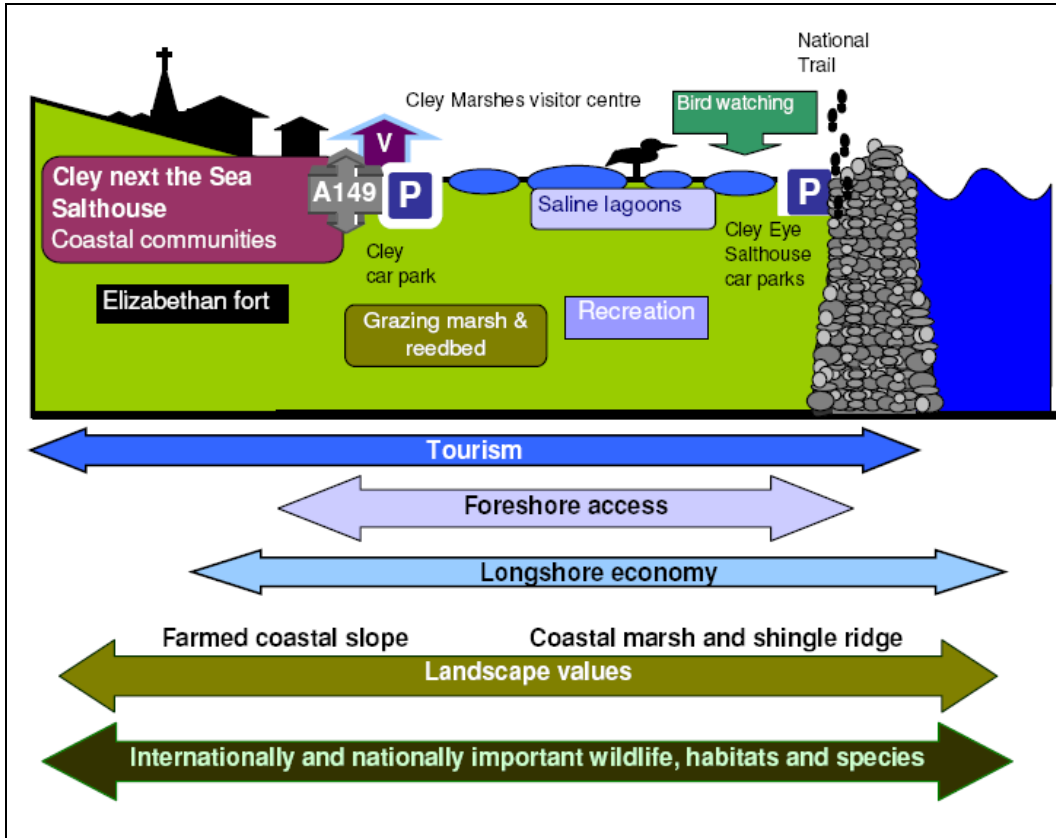 National
Trail
Cley Marshes visitor centre
Bird watching
V
Cley next the Sea
Salthouse
Coastal communities
A149
P
Saline lagoons
P
Cley
car park
Cley Eye
Salthouse
car parks
Elizabethan fort
Grazing marsh &
reedbed
Recreation
Tourism
Foreshore access
Longshore economy
Farmed coastal slope
Coastal marsh and shingle ridge
Landscape values
Internationally and nationally important wildlife, habitats and species